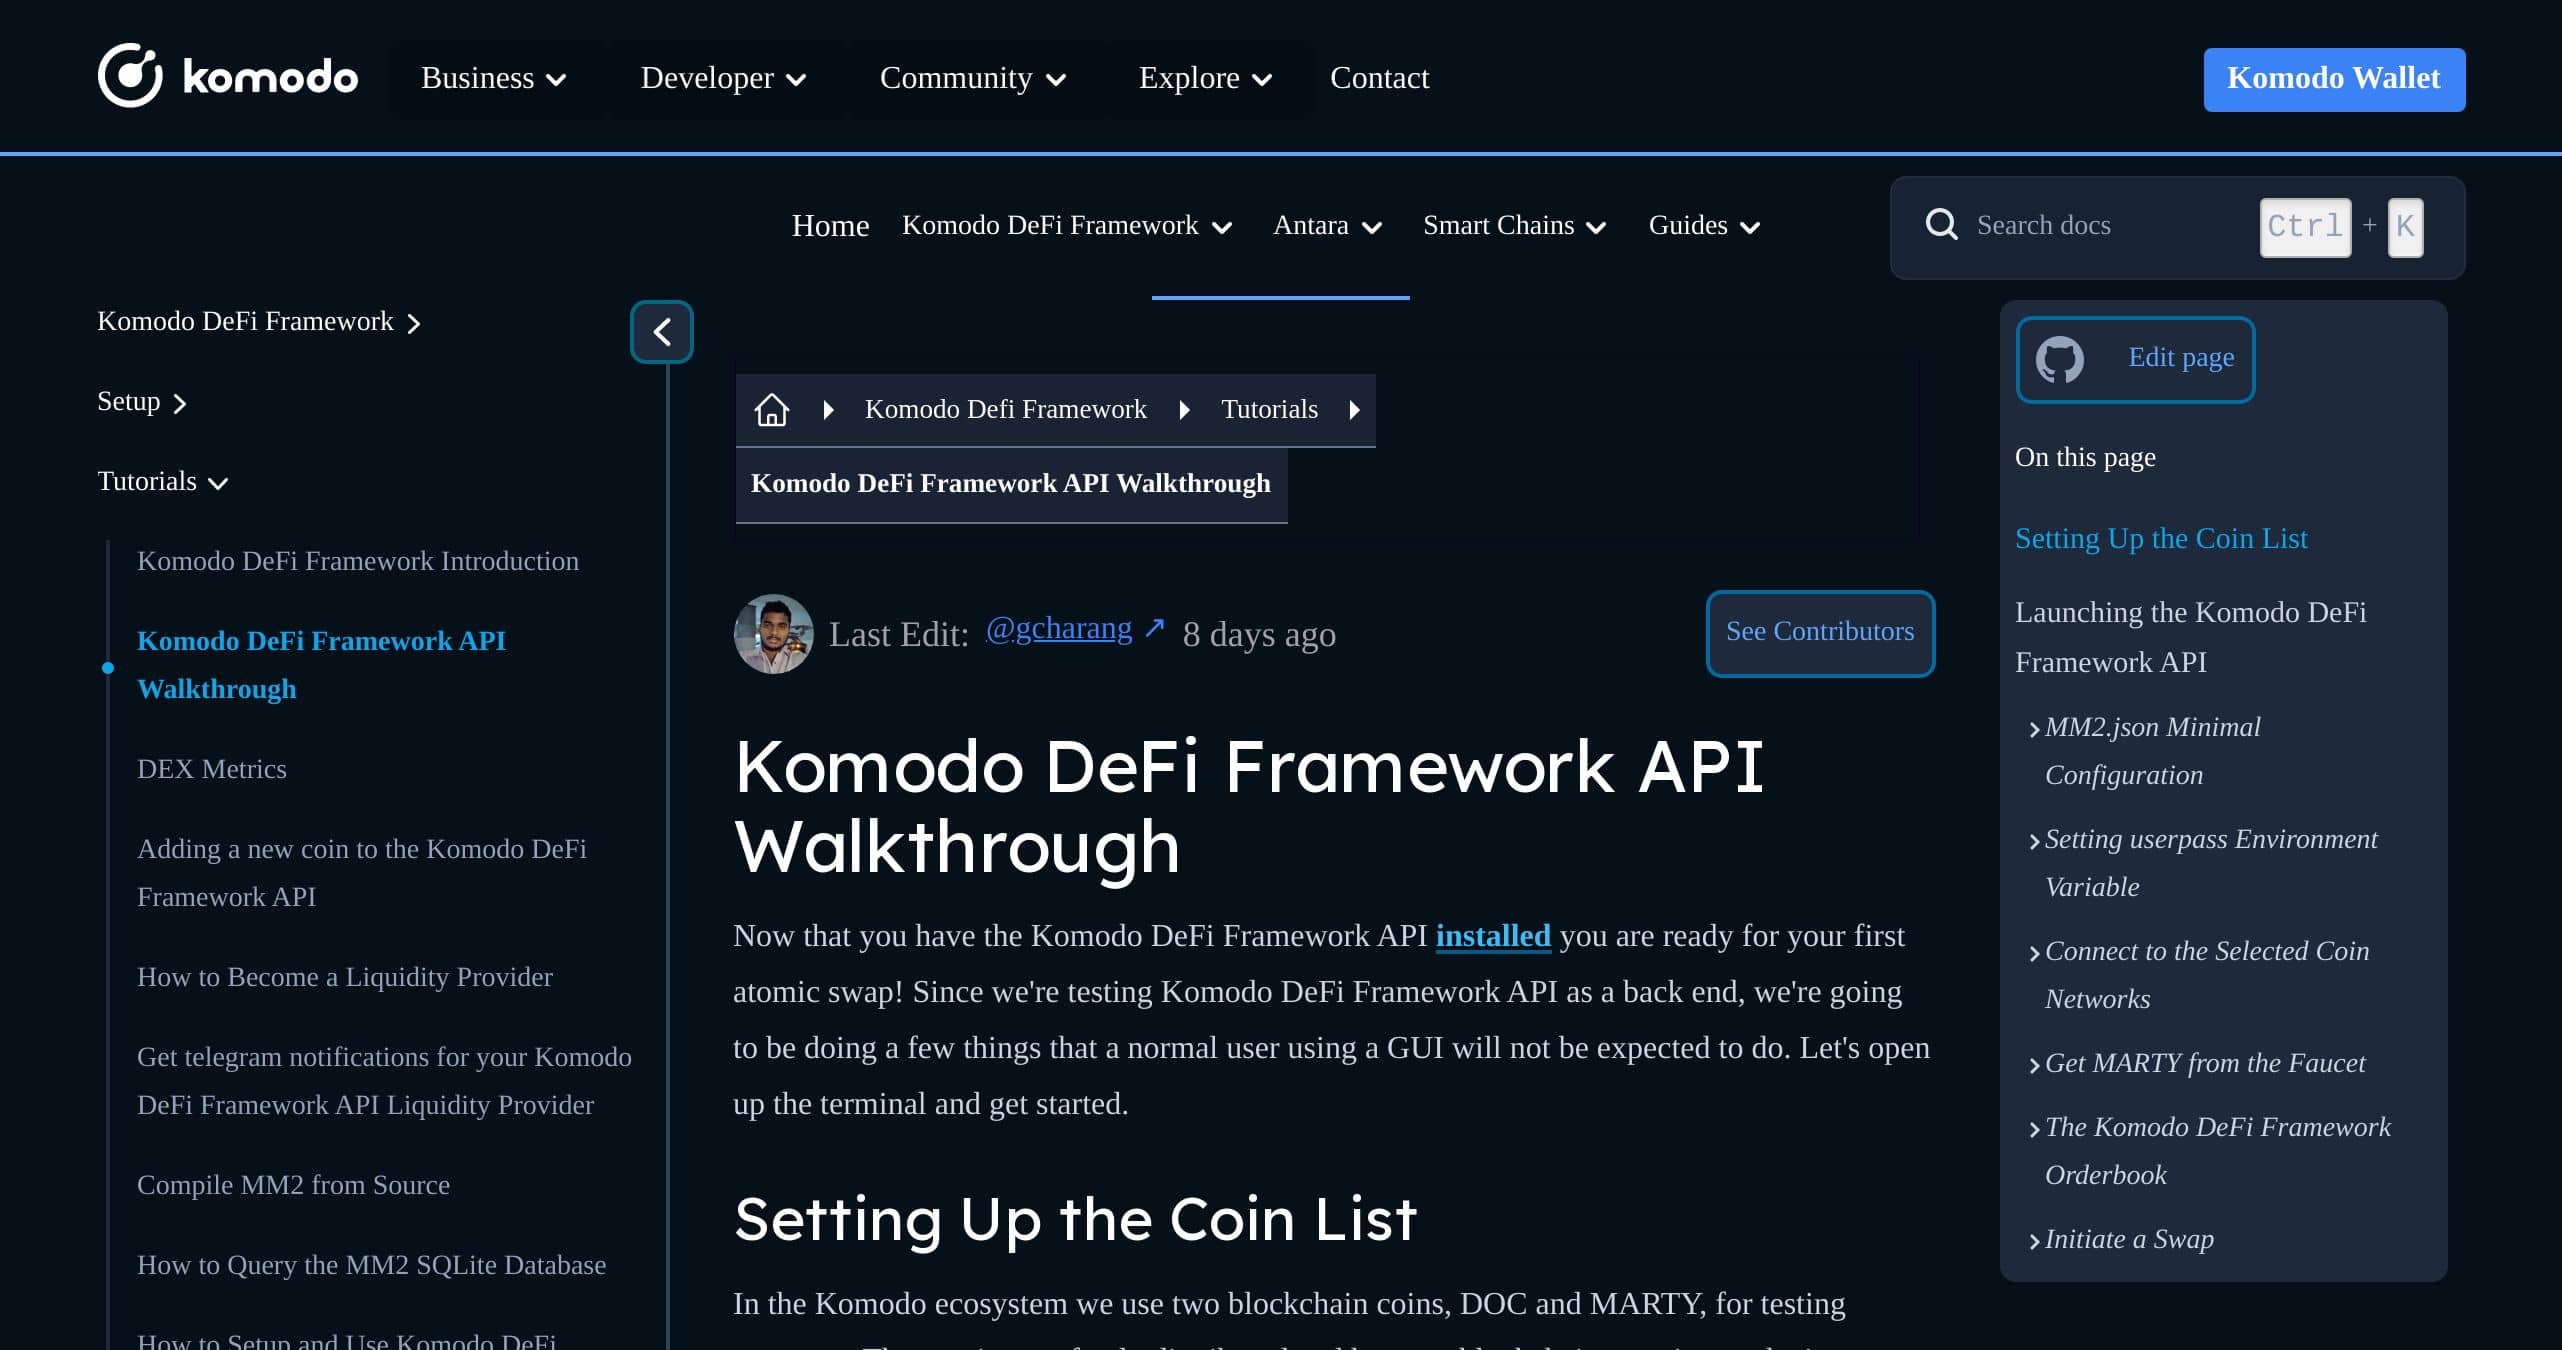 komodo
Business
Developer
Community
Explore
Contact
Komodo Wallet
Home
Komodo DeFi Framework
Antara
Smart Chains
Guides
Search docs
Ctrl + K
Komodo DeFi Framework
Setup
Tutorials
Komodo DeFi Framework Introduction
Komodo DeFi Framework API
Walkthrough
DEX Metrics
Adding a new coin to the Komodo DeFi
Framework API
How to Become a Liquidity Provider
Get telegram notifications for your Komodo
DeFi Framework API Liquidity Provider
Compile MM2 from Source
How to Query the MM2 SQLite Database
How to Setup and Use Komodo DeFi
Komodo Defi Framework
Tutorials
Komodo DeFi Framework API Walkthrough
Last Edit: @gcharang ↗ 8 days ago
See Contributors
Komodo DeFi Framework API
Walkthrough
Now that you have the Komodo DeFi Framework API installed you are ready for your first
atomic swap! Since we're testing Komodo DeFi Framework API as a back end, we're going
to be doing a few things that a normal user using a GUI will not be expected to do. Let's open
up the terminal and get started.
Setting Up the Coin List
In the Komodo ecosystem we use two blockchain coins, DOC and MARTY, for testing
Edit page
On this page
Setting Up the Coin List
Launching the Komodo DeFi
Framework API
MM2.json Minimal
Configuration
Setting userpass Environment
Variable
Connect to the Selected Coin
Networks
Get MARTY from the Faucet
The Komodo DeFi Framework
Orderbook
Initiate a Swap